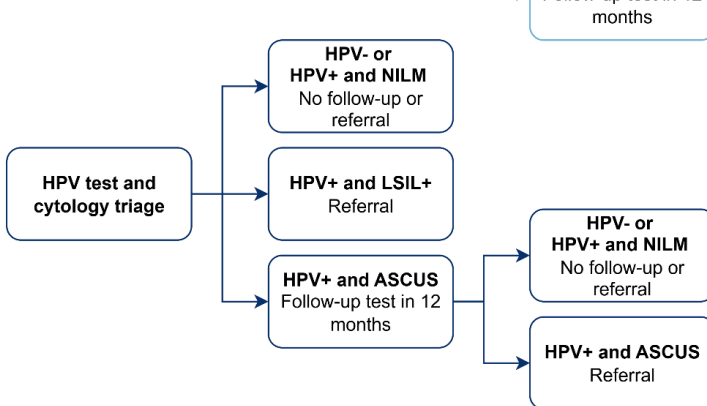 months
HPV- or
HPV+ and NILM
No follow-up or
referral
HPV test and
cytology triage
HPV+ and LSIL+
Referral
HPV+ and ASCUS
Follow-up test in 12
months
HPV- or
HPV+ and NILM
No follow-up or
referral
HPV+ and ASCUS
Referral